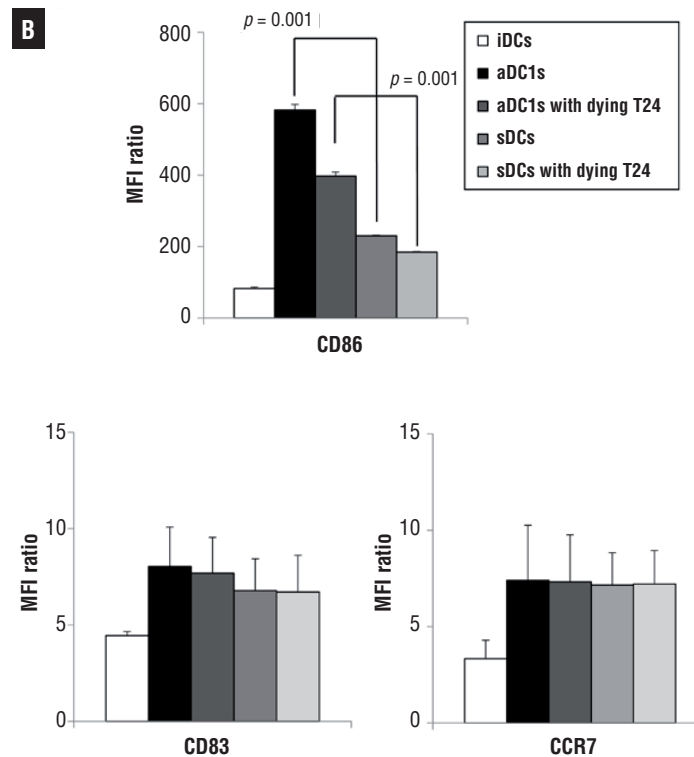 B
p = 0.001
p = 0.001
800
600
400
200
0
MFI ratio
CD86
iDCs
aDC1s
aDC1s with dying T24
sDCs
sDCs with dying T24
15
10
5
0
MFI ratio
CD83
15
10
5
0
MFI ratio
CCR7